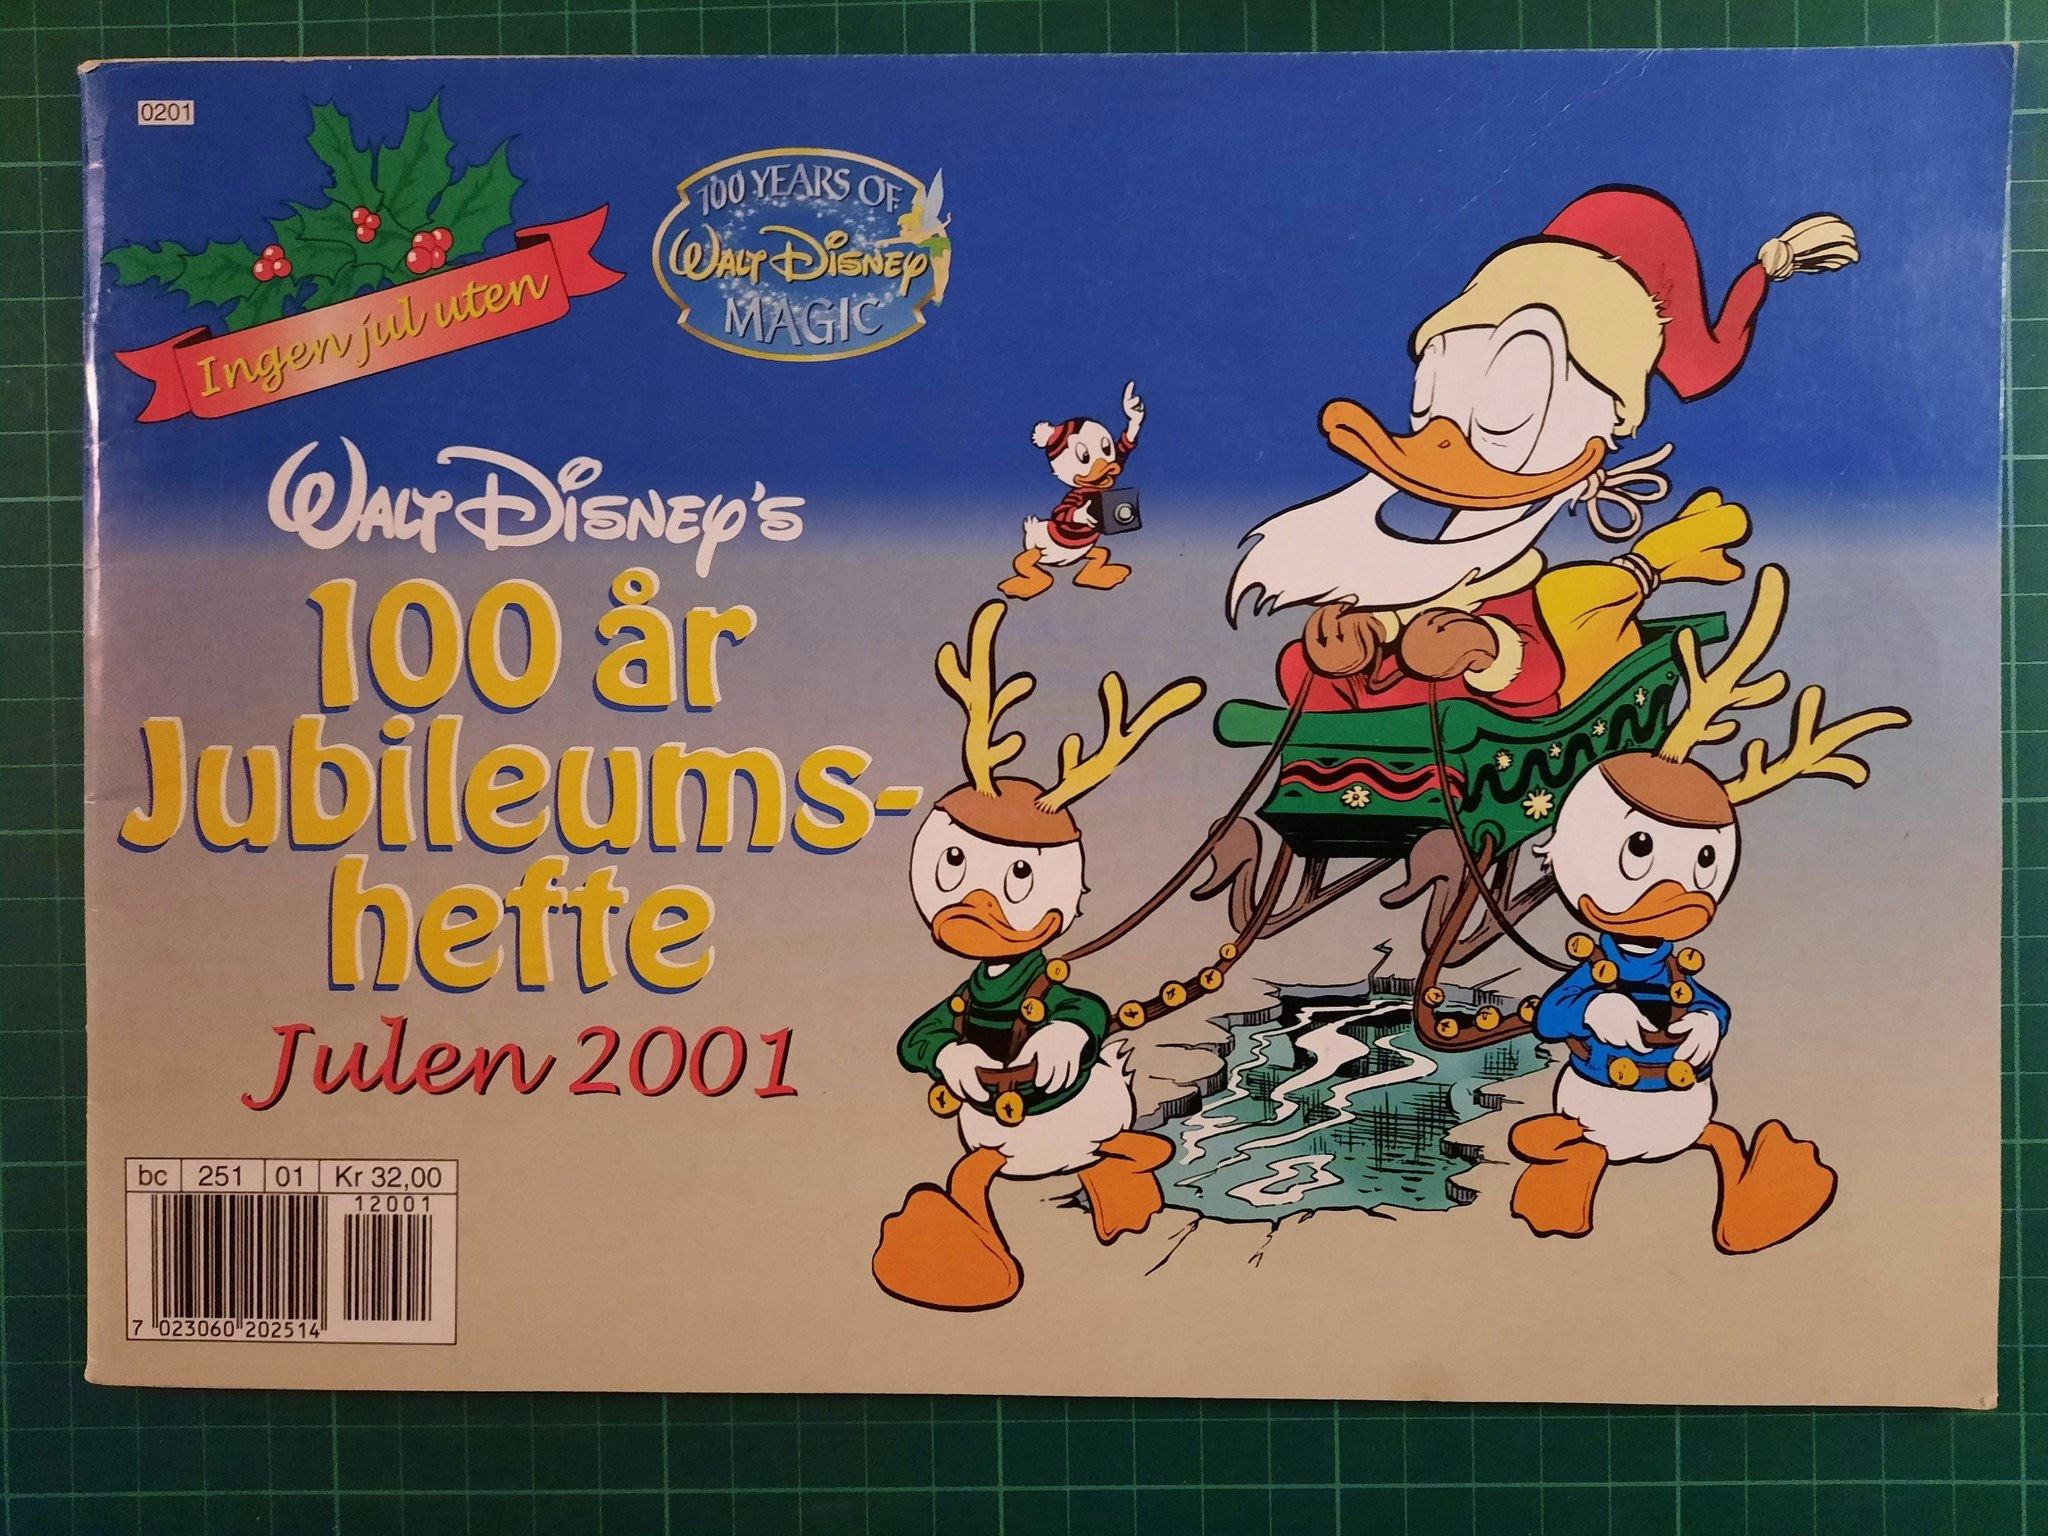 0201
Ingen jul uten
100 YEARS OF
WALT DISNEY
MAGIC
WALT DISNEY'S
100 år
Jubileums-
hefte
Julen 2001
bc 251 01 Kr 32,00
12001
7 023060 202514